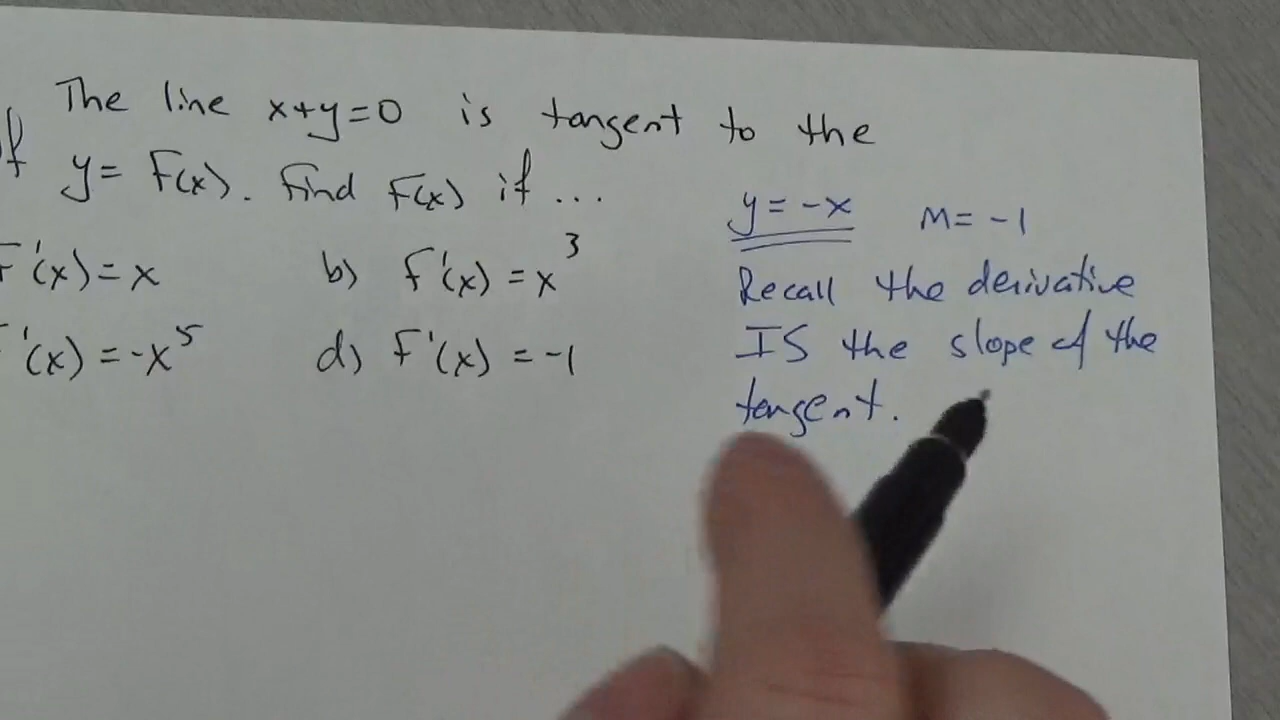 The line x+y=0 is tangent to the
of y= F(x). Find F(x) if ...
F'(x)=x b) F'(x)=x³
F'(x)=-x⁵ d) F'(x)=-1
y=-x M=-1
Recall the derivative
IS the slope of the
tangent.